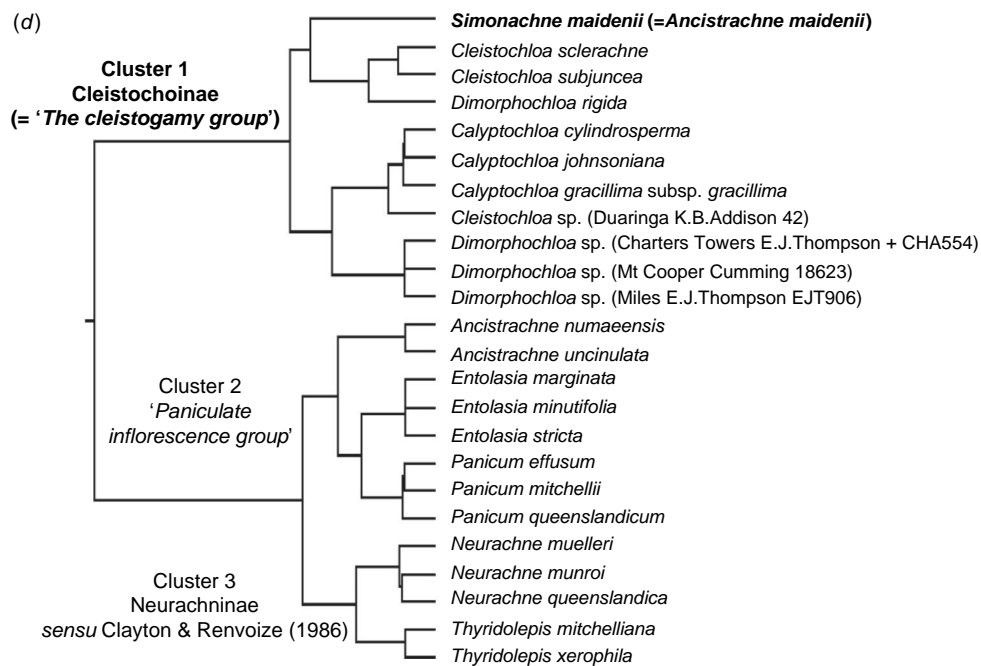 (d)
Simonachne maidenii (=Ancistrachne maidenii)
Cleistochloa sclerachne
Cluster 1
Cleistochoinae
(= ‘The cleistogamy group’)
Cleistochloa subjuncea
Dimorphochloa rigida
Calyptochloa cylindrosperma
Calyptochloa johnsoniana
Calyptochloa gracillima subsp. gracillima
Cleistochloa sp. (Duaringa K.B.Addison 42)
Dimorphochloa sp. (Charters Towers E.J.Thompson + CHA554)
Dimorphochloa sp. (Mt Cooper Cumming 18623)
Dimorphochloa sp. (Miles E.J.Thompson EJT906)
Ancistrachne numaeensis
Ancistrachne uncinulata
Cluster 2
‘Paniculate
inflorescence group’
Entolasia marginata
Entolasia minutifolia
Entolasia stricta
Panicum effusum
Panicum mitchellii
Panicum queenslandicum
Neurachne muelleri
Cluster 3
Neurachninae
sensu Clayton & Renvoize (1986)
Neurachne munroi
Neurachne queenslandica
Thyridolepis mitchelliana
Thyridolepis xerophila